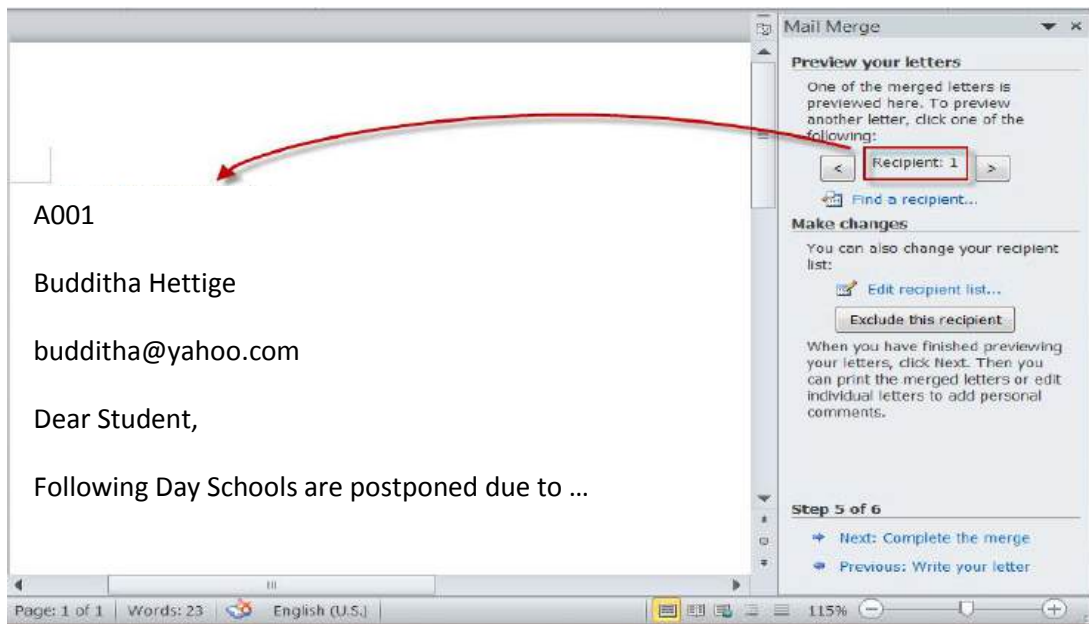 Mail Merge
Preview your letters
One of the merged letters is
previewed here. To preview
another letter, click one of the
following:
< Recipient: 1 >
Find a recipient...
Make changes
You can also change your recipient
list:
Edit recipient list...
Exclude this recipient
When you have finished previewing
your letters, click Next. Then you
can print the merged letters or edit
individual letters to add personal
comments.
Step 5 of 6
Next: Complete the merge
Previous: Write your letter
A001
Budditha Hettige
budditha@yahoo.com
Dear Student,
Following Day Schools are postponed due to …
Page: 1 of 1 Words: 23 English (U.S.) 115%